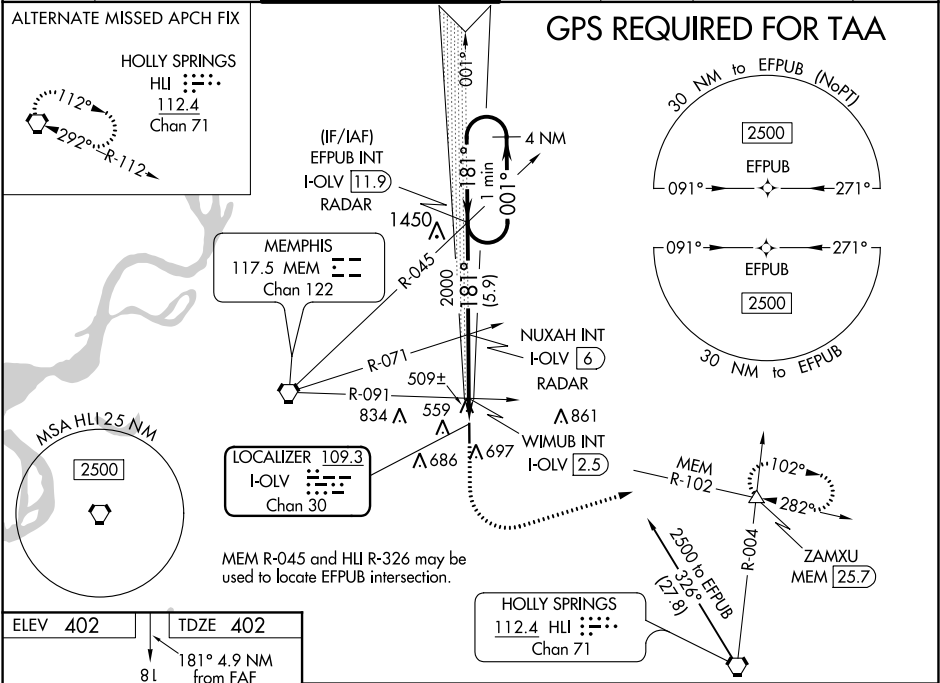 ALTERNATE MISSED APCH FIX
HOLLY SPRINGS
HLI
112.4
Chan 71
112°
292°
R-112
GPS REQUIRED FOR TAA
30 NM to EFPUB (NoPT)
2500
EFPUB
091°
271°
091°
271°
EFPUB
2500
30 NM to EFPUB
001°
181°
1 min
001°
4 NM
(IF/IAF)
EFPUB INT
I-OLV 11.9
RADAR
1450
MEMPHIS
117.5 MEM
Chan 122
R-045
2000
181°
(5.9)
R-071
NUXAH INT
I-OLV 6
RADAR
R-091
509±
834
559
861
WIMUB INT
I-OLV 2.5
686
697
LOCALIZER 109.3
I-OLV
Chan 30
MSA HLI 25 NM
2500
MEM
R-102
102°
282°
ZAMXU
MEM 25.7
R-004
2500 to EFPUB
326°
(27.8)
MEM R-045 and HLI R-326 may be
used to locate EFPUB intersection.
HOLLY SPRINGS
112.4 HLI
Chan 71
ELEV 402
TDZE 402
181° 4.9 NM
from FAF
18